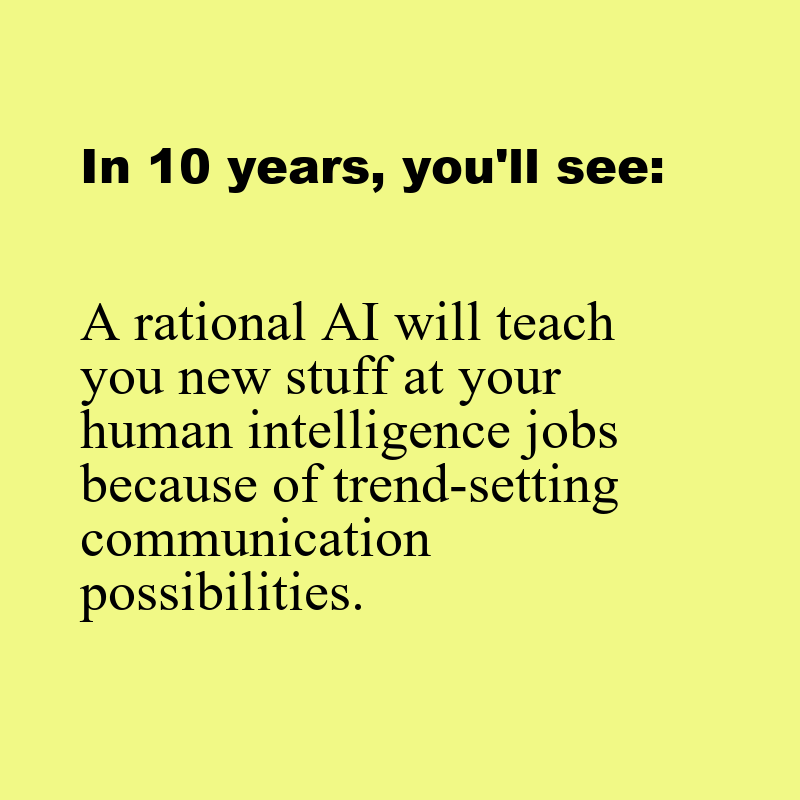 In 10 years, you'll see:
A rational AI will teach
you new stuff at your
human intelligence jobs
because of trend-setting
communication
possibilities.